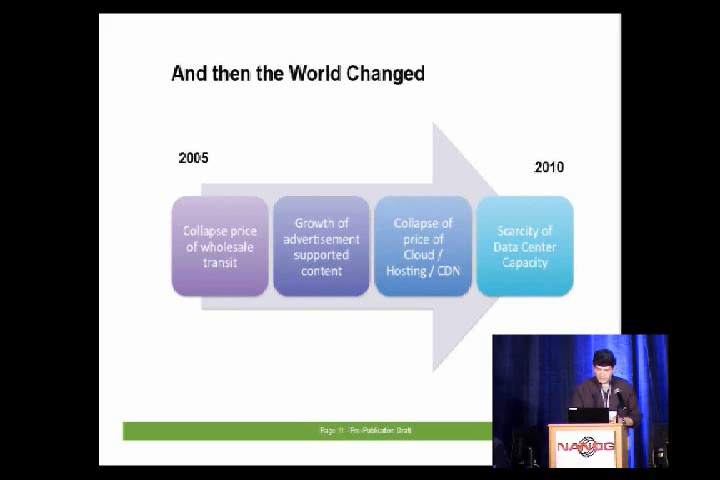 And then the World Changed
2005
2010
Collapse price
of wholesale
transit
Growth of
advertisement
supported
content
Collapse of
price of
Cloud /
Hosting / CDN
Scarcity of
Data Center
Capacity
Page 11 Pre-Publication Draft
NANOG